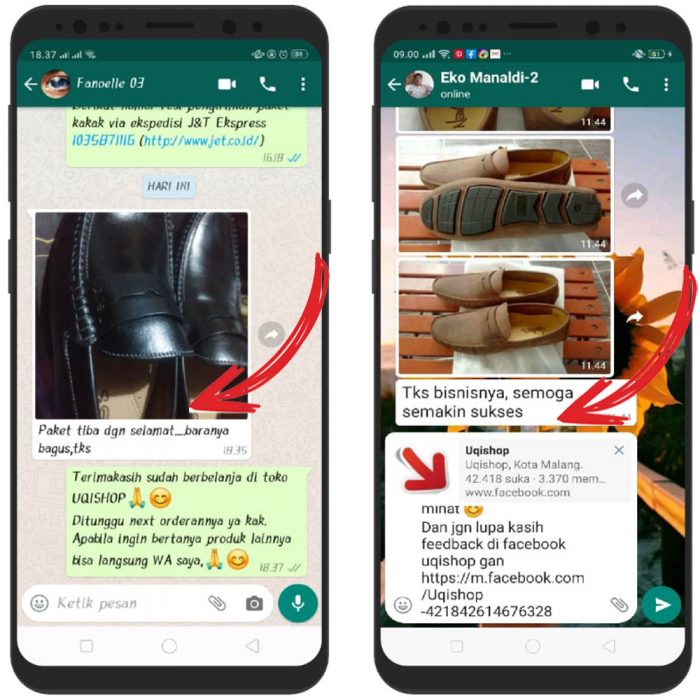 18.37
Fanoelle 03
Berikut nomor resi pengiriman paket
kakak via ekspedisi J&T Ekspress
1035871116 (http://www.jet.co.id/)
16.18
HARI INI
Paket tiba dgn selamat_baranya
bagus,tks
18.35
Terimakasih sudah berbelanja di toko
UQISHOP🙏😊
Ditunggu next orderannya ya kak.
Apabila ingin bertanya produk lainnya
bisa langsung WA saya,🙏😊
18.37
Ketik pesan
09.00
Eko Manaldi-2
online
11.44
11.44
11.44
Tks bisnisnya, semoga
semakin sukses
Uqishop
Uqishop, Kota Malang.
42.418 suka · 3.370 mem...
www.facebook.com
minat 😊
Dan jgn lupa kasih
feedback di facebook
uqishop gan
https://m.facebook.com
/Uqishop
-421842614676328